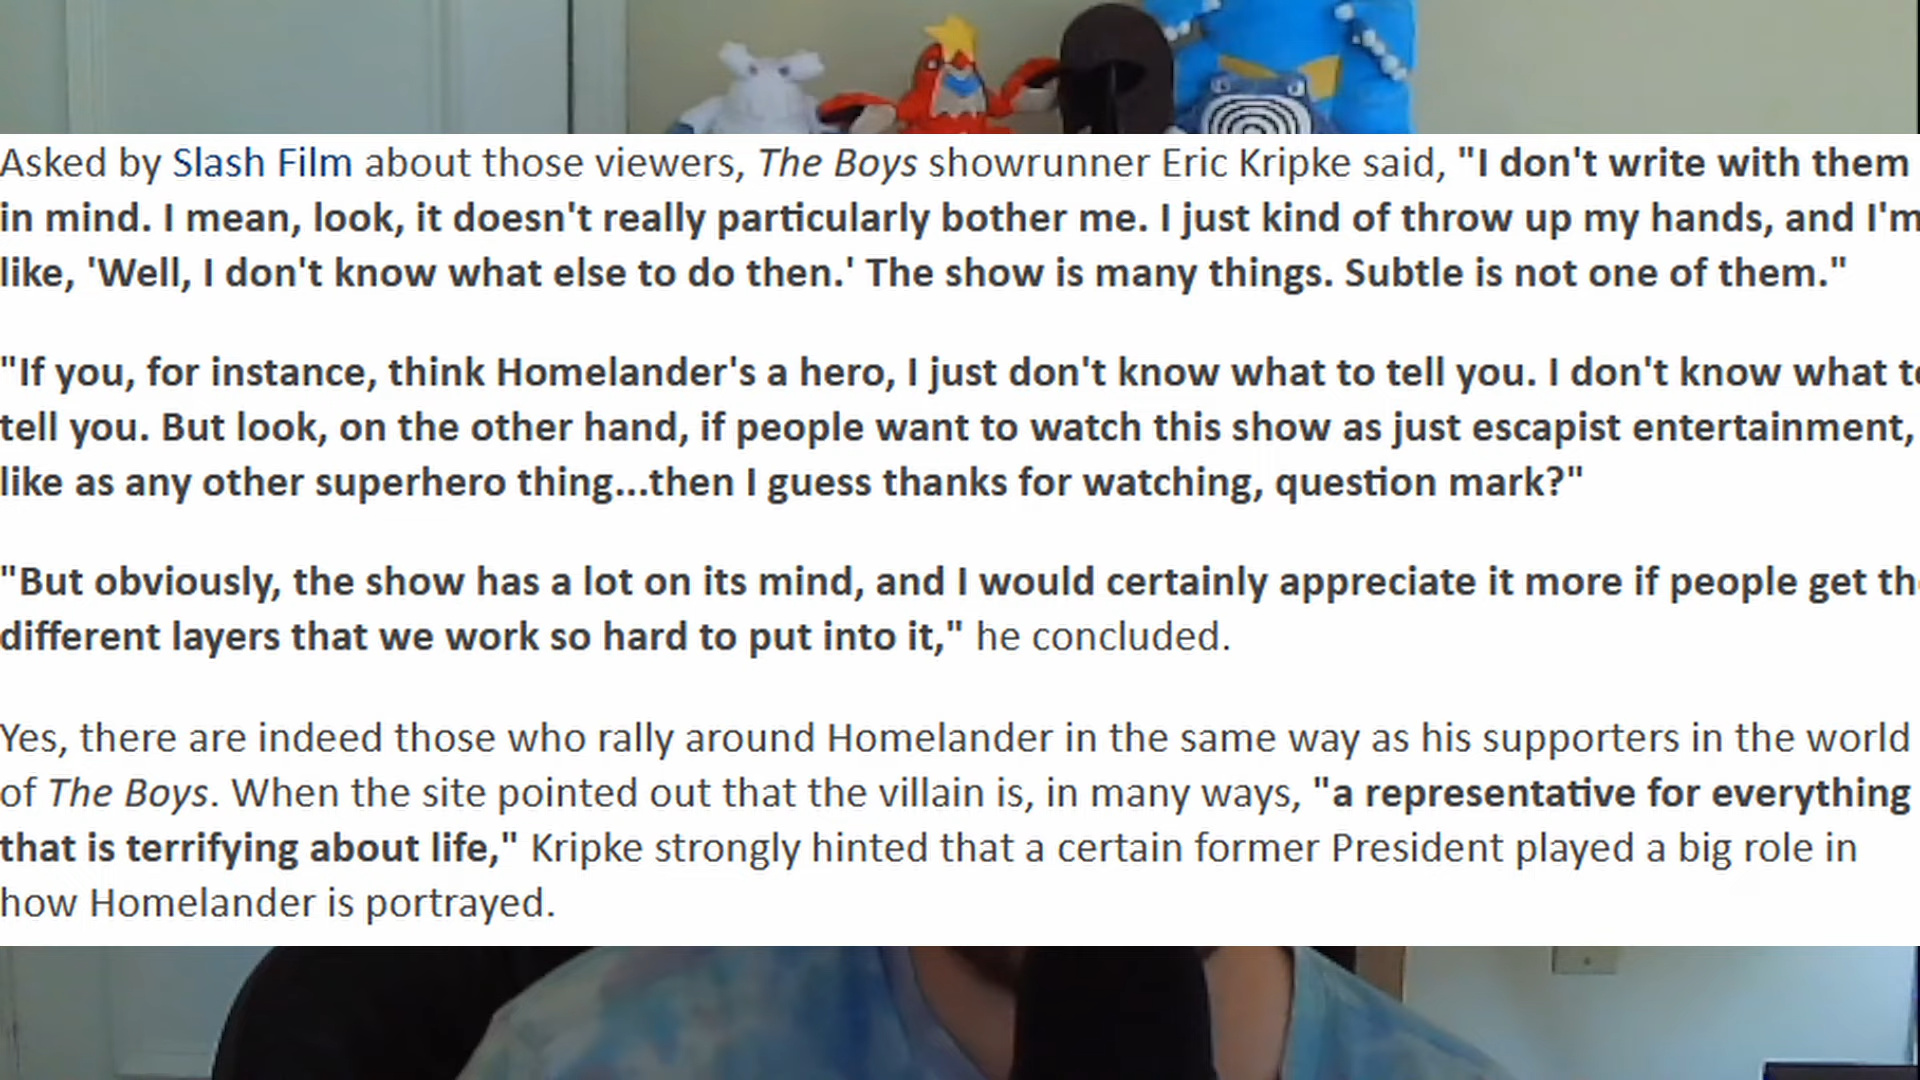 Asked by Slash Film about those viewers, The Boys showrunner Eric Kripke said, "I don't write with them
in mind. I mean, look, it doesn't really particularly bother me. I just kind of throw up my hands, and I'm
like, 'Well, I don't know what else to do then.' The show is many things. Subtle is not one of them."
"If you, for instance, think Homelander's a hero, I just don't know what to tell you. I don't know what
tell you. But look, on the other hand, if people want to watch this show as just escapist entertainment,
like as any other superhero thing...then I guess thanks for watching, question mark?"
"But obviously, the show has a lot on its mind, and I would certainly appreciate it more if people get
different layers that we work so hard to put into it," he concluded.
Yes, there are indeed those who rally around Homelander in the same way as his supporters in the world
of The Boys. When the site pointed out that the villain is, in many ways, "a representative for everything
that is terrifying about life," Kripke strongly hinted that a certain former President played a big role in
how Homelander is portrayed.